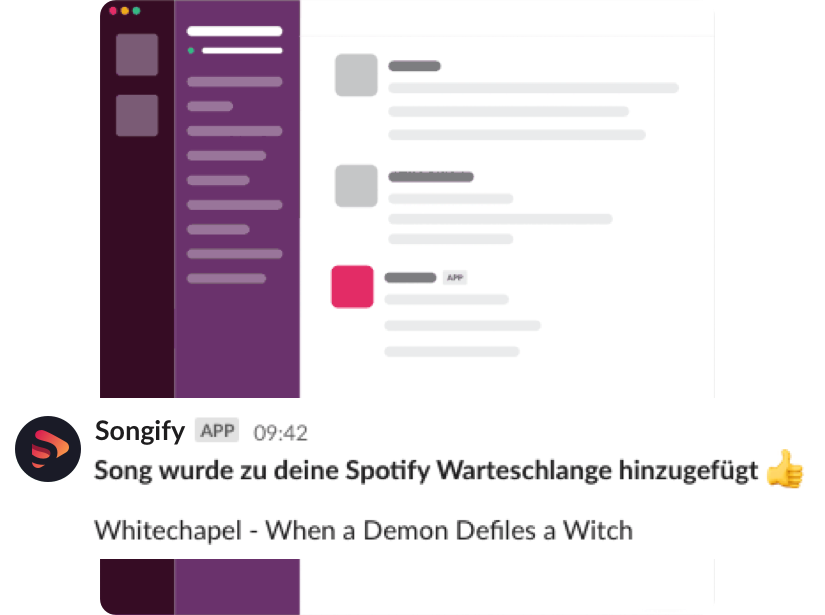 APP
Songify APP 09:42
Song wurde zu deine Spotify Warteschlange hinzugefügt 👍
Whitechapel - When a Demon Defiles a Witch